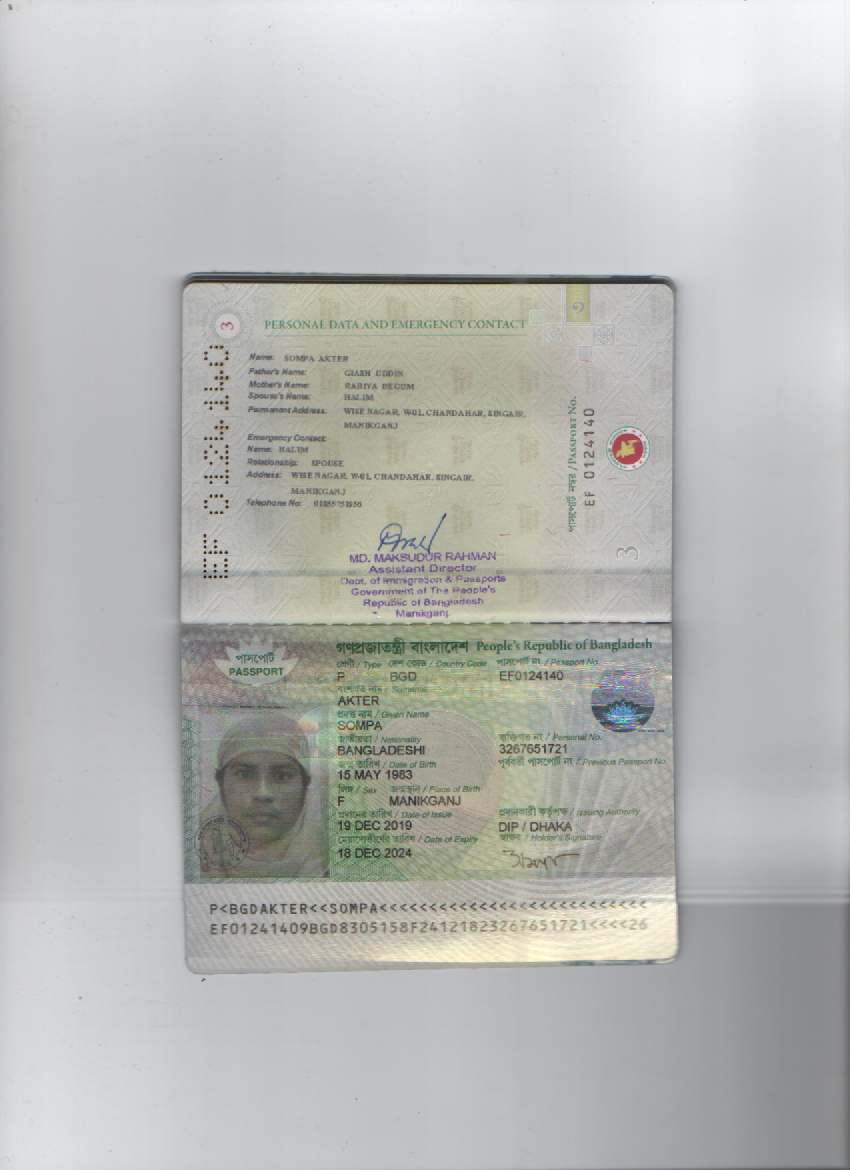 3
PERSONAL DATA AND EMERGENCY CONTACT
Name: SOMPA AKTER
Father's Name: GIASH UDDIN
Mother's Name: RABIYA BEGUM
Spouse's Name: HALIM
Permanent Address: WISE NAGAR, W-01, CHANDAHAR, SINGAIR,
MANIKGANJ
Emergency Contact:
Name: HALIM
Relationship: SPOUSE
Address: WISE NAGAR, W-01, CHANDAHAR, SINGAIR,
MANIKGANJ
Telephone No:
EF 0124140
পাসপোর্ট নম্বর / PASSPORT No.
EF 0124140
3
MD. MAKSUDUR RAHMAN
Assistant Director
Dept. of Immigration & Passports
Government of The People's
Republic of Bangladesh
Manikganj.
গণপ্রজাতন্ত্রী বাংলাদেশ People's Republic of Bangladesh
পাসপোর্ট
PASSPORT
শ্রেণী / Type দেশ কোড / Country Code পাসপোর্ট নং / Passport No.
P BGD EF0124140
বংশগত নাম / Surname
AKTER
প্রদত্ত নাম / Given Name
SOMPA
জাতীয়তা / Nationality ব্যক্তিগত নং / Personal No.
BANGLADESHI 3267651721
জন্ম তারিখ / Date of Birth পূর্ববর্তী পাসপোর্ট নং / Previous Passport No.
15 MAY 1983
লিঙ্গ / Sex জন্মস্থান / Place of Birth
F MANIKGANJ
প্রদানের তারিখ / Date of Issue প্রদানকারী কর্তৃপক্ষ / Issuing Authority
19 DEC 2019 DIP / DHAKA
মেয়াদোত্তীর্ণের তারিখ / Date of Expiry স্বাক্ষর / Holder's Signature
18 DEC 2024
P<BGDAKTER<<SOMPA<<<<<<<<<<<<<<<<<<<<<<<<<<<
EF01241409BGD8305158F24121823267651721<<<<26